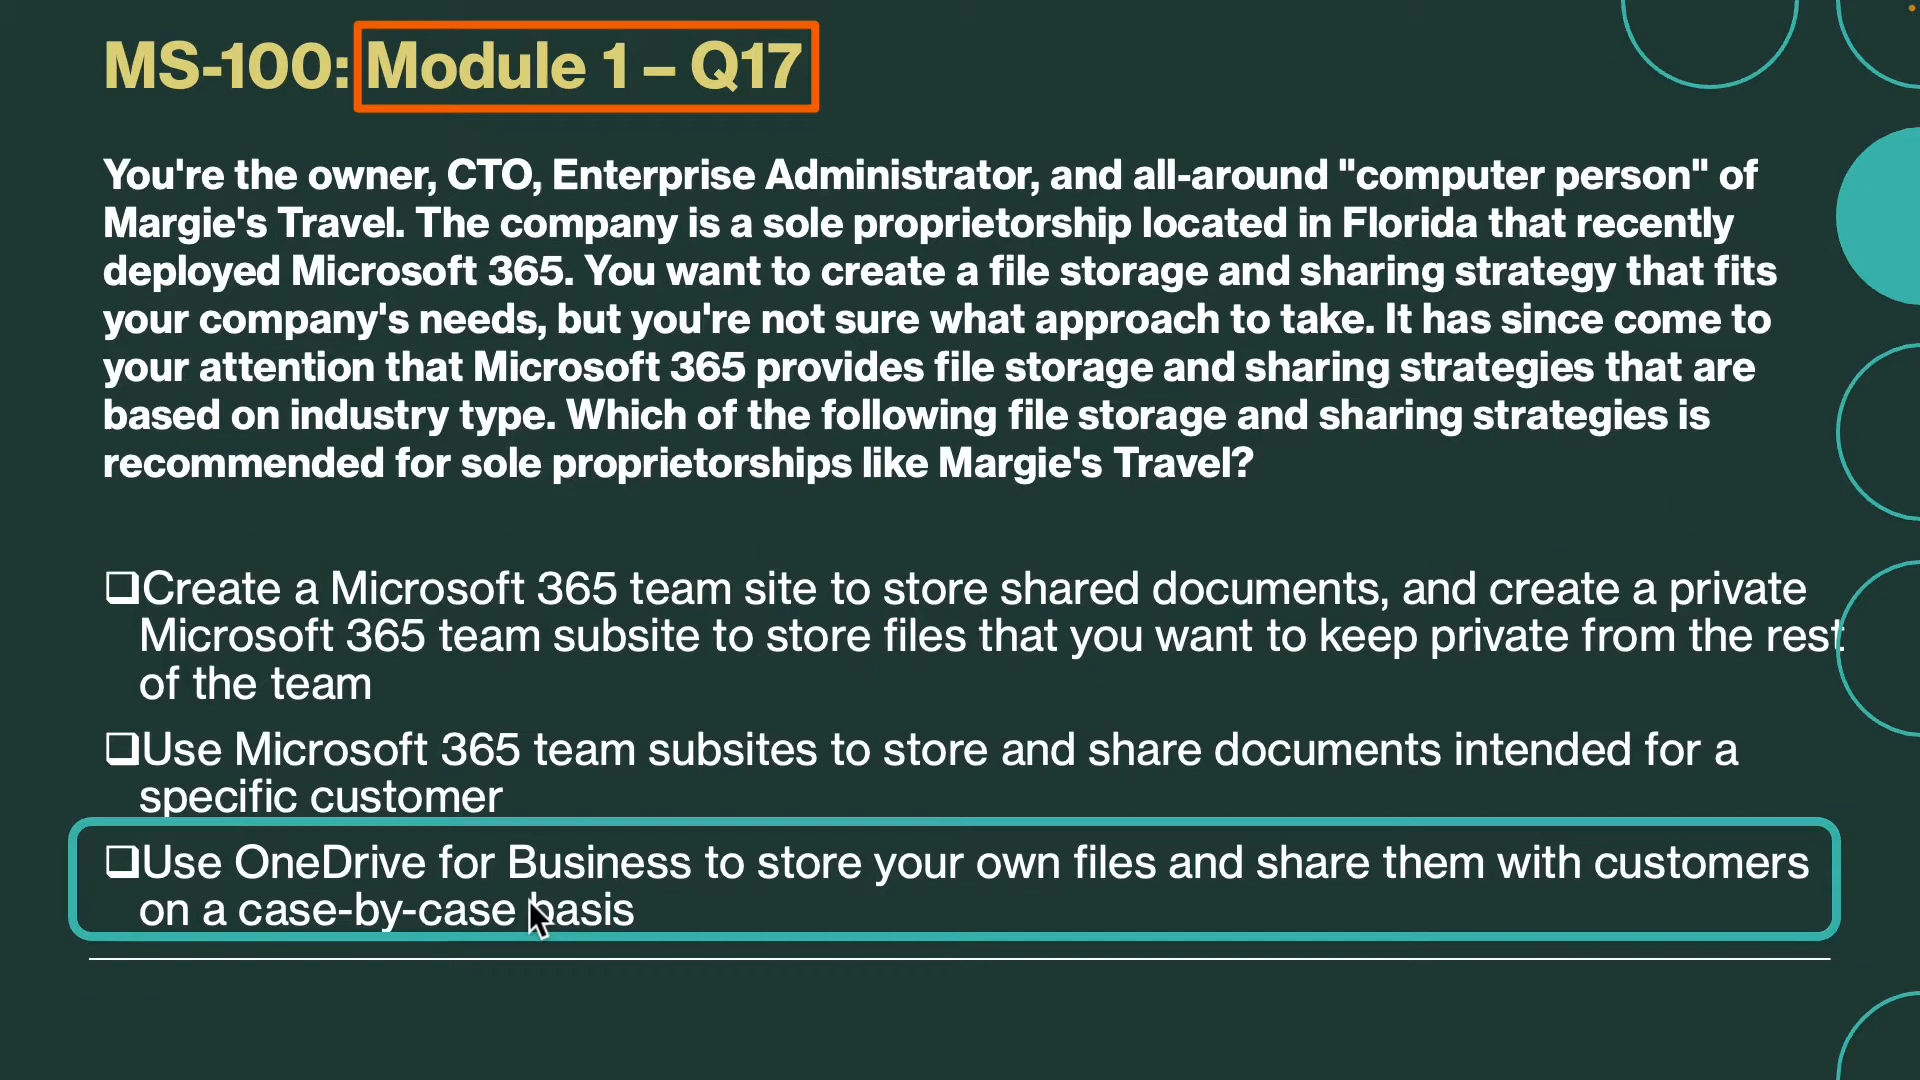 MS-100: Module 1 – Q17
You're the owner, CTO, Enterprise Administrator, and all-around "computer person" of
Margie's Travel. The company is a sole proprietorship located in Florida that recently
deployed Microsoft 365. You want to create a file storage and sharing strategy that fits
your company's needs, but you're not sure what approach to take. It has since come to
your attention that Microsoft 365 provides file storage and sharing strategies that are
based on industry type. Which of the following file storage and sharing strategies is
recommended for sole proprietorships like Margie's Travel?
❑Create a Microsoft 365 team site to store shared documents, and create a private
Microsoft 365 team subsite to store files that you want to keep private from the rest
of the team
❑Use Microsoft 365 team subsites to store and share documents intended for a
specific customer
❑Use OneDrive for Business to store your own files and share them with customers
on a case-by-case basis